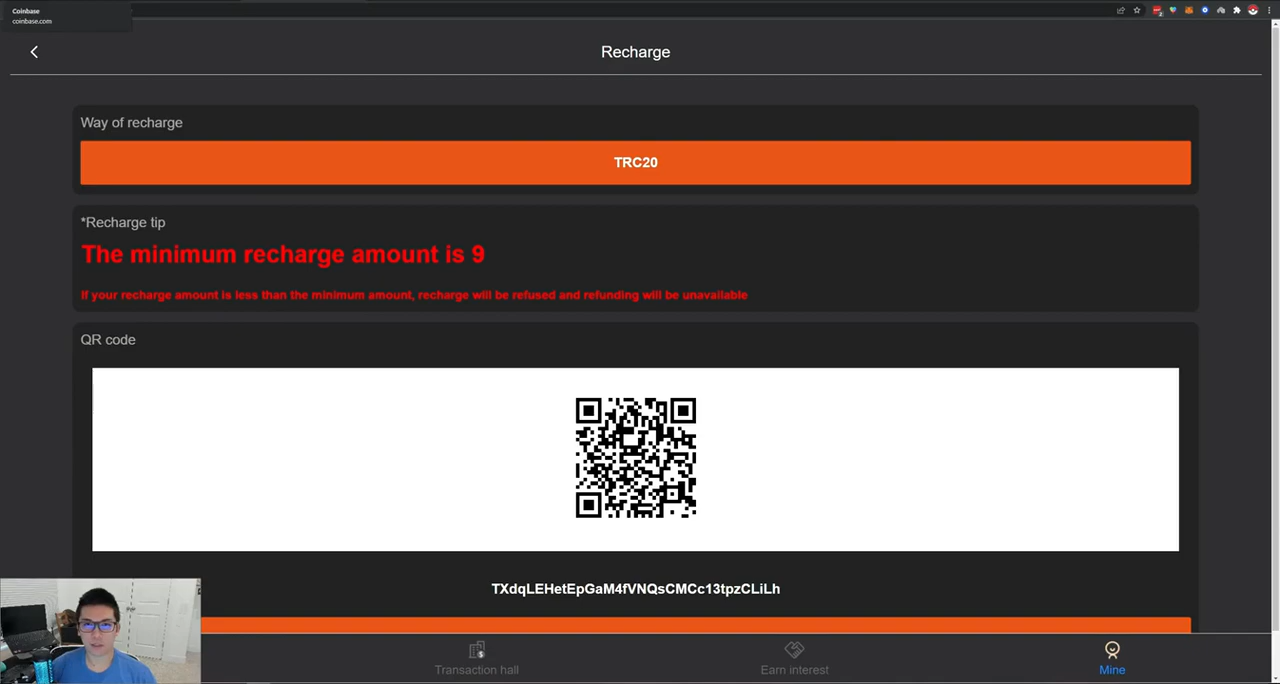 Coinbase
coinbase.com
Recharge
Way of recharge
TRC20
*Recharge tip
The minimum recharge amount is 9
If your recharge amount is less than the minimum amount, recharge will be refused and refunding will be unavailable
QR code
TXdqLEHetEpGaM4fVNQsCMCc13tpzCLiLh
Transaction hall
Earn interest
Mine